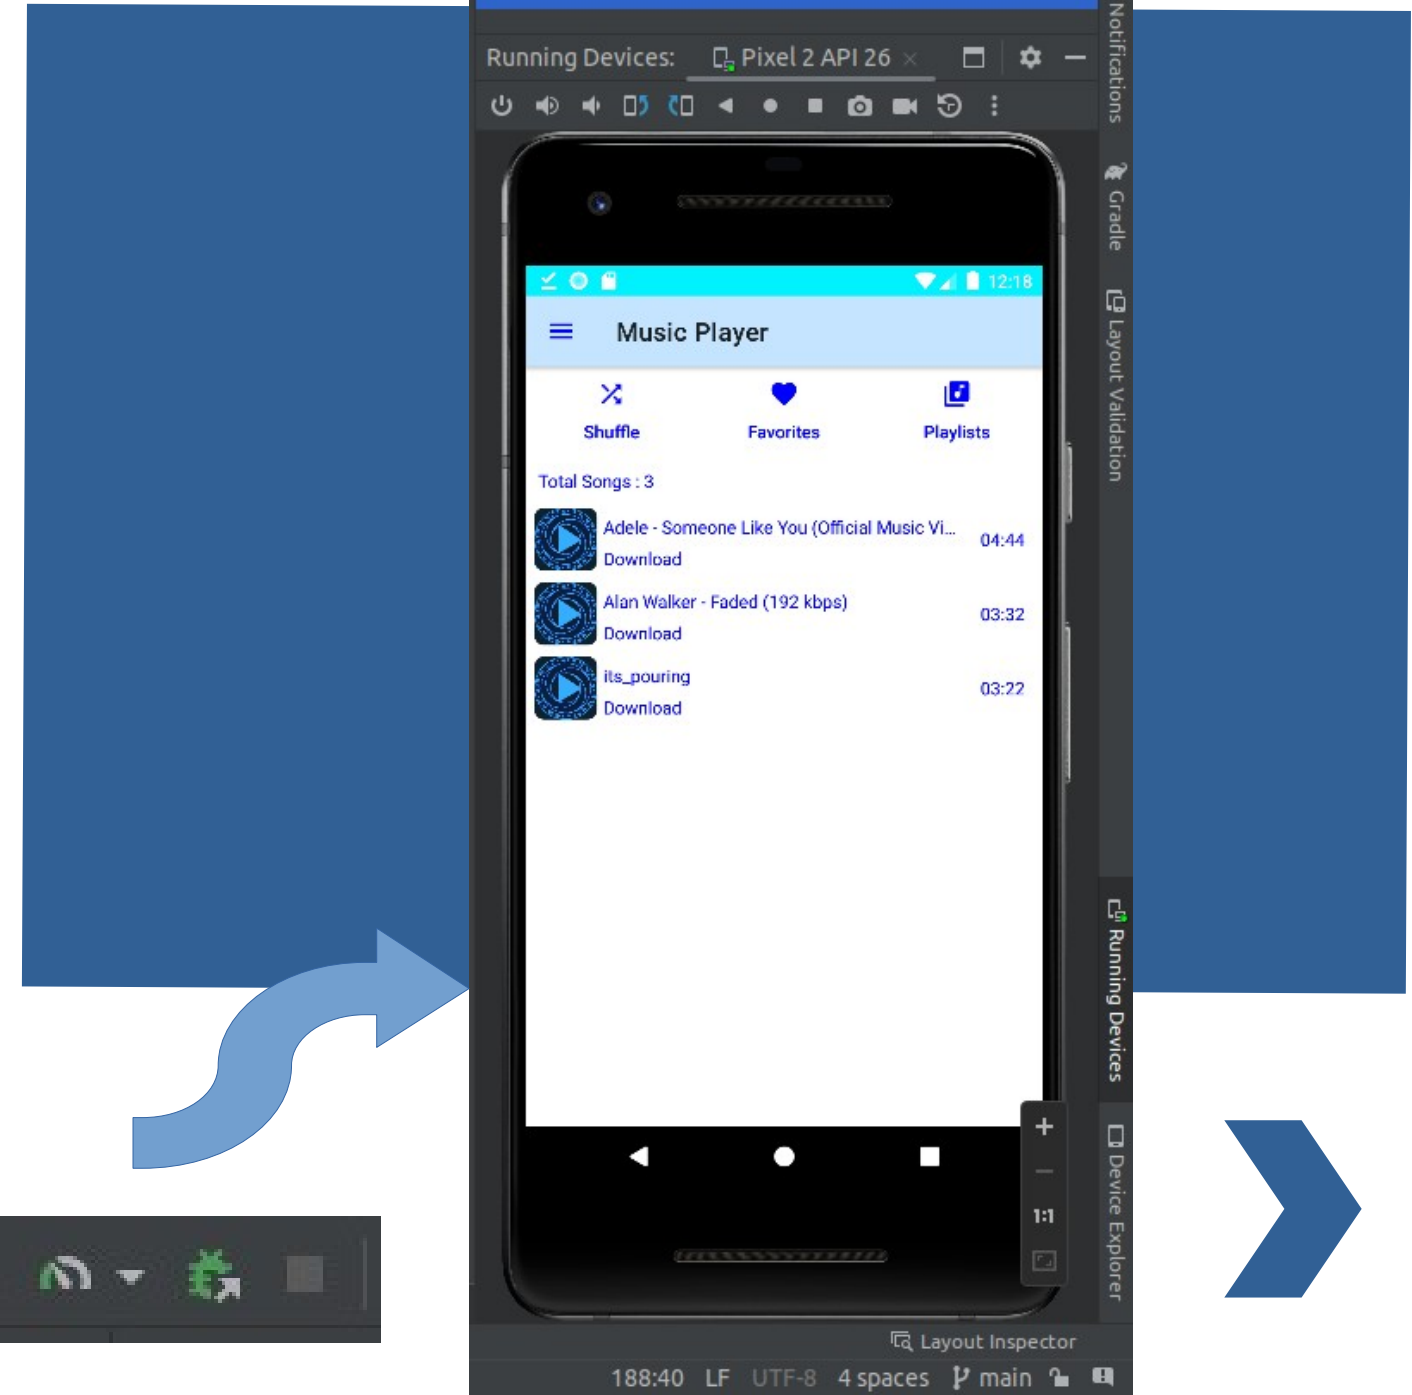 Running Devices: Pixel 2 API 26
Notifications
Gradle
Layout Validation
Running Devices
Device Explorer
12:18
Music Player
Shuffle Favorites Playlists
Total Songs : 3
Adele - Someone Like You (Official Music Vi...
04:44
Download
Alan Walker - Faded (192 kbps)
03:32
Download
its_pouring
03:22
Download
1:1
Layout Inspector
188:40 LF UTF-8 4 spaces main